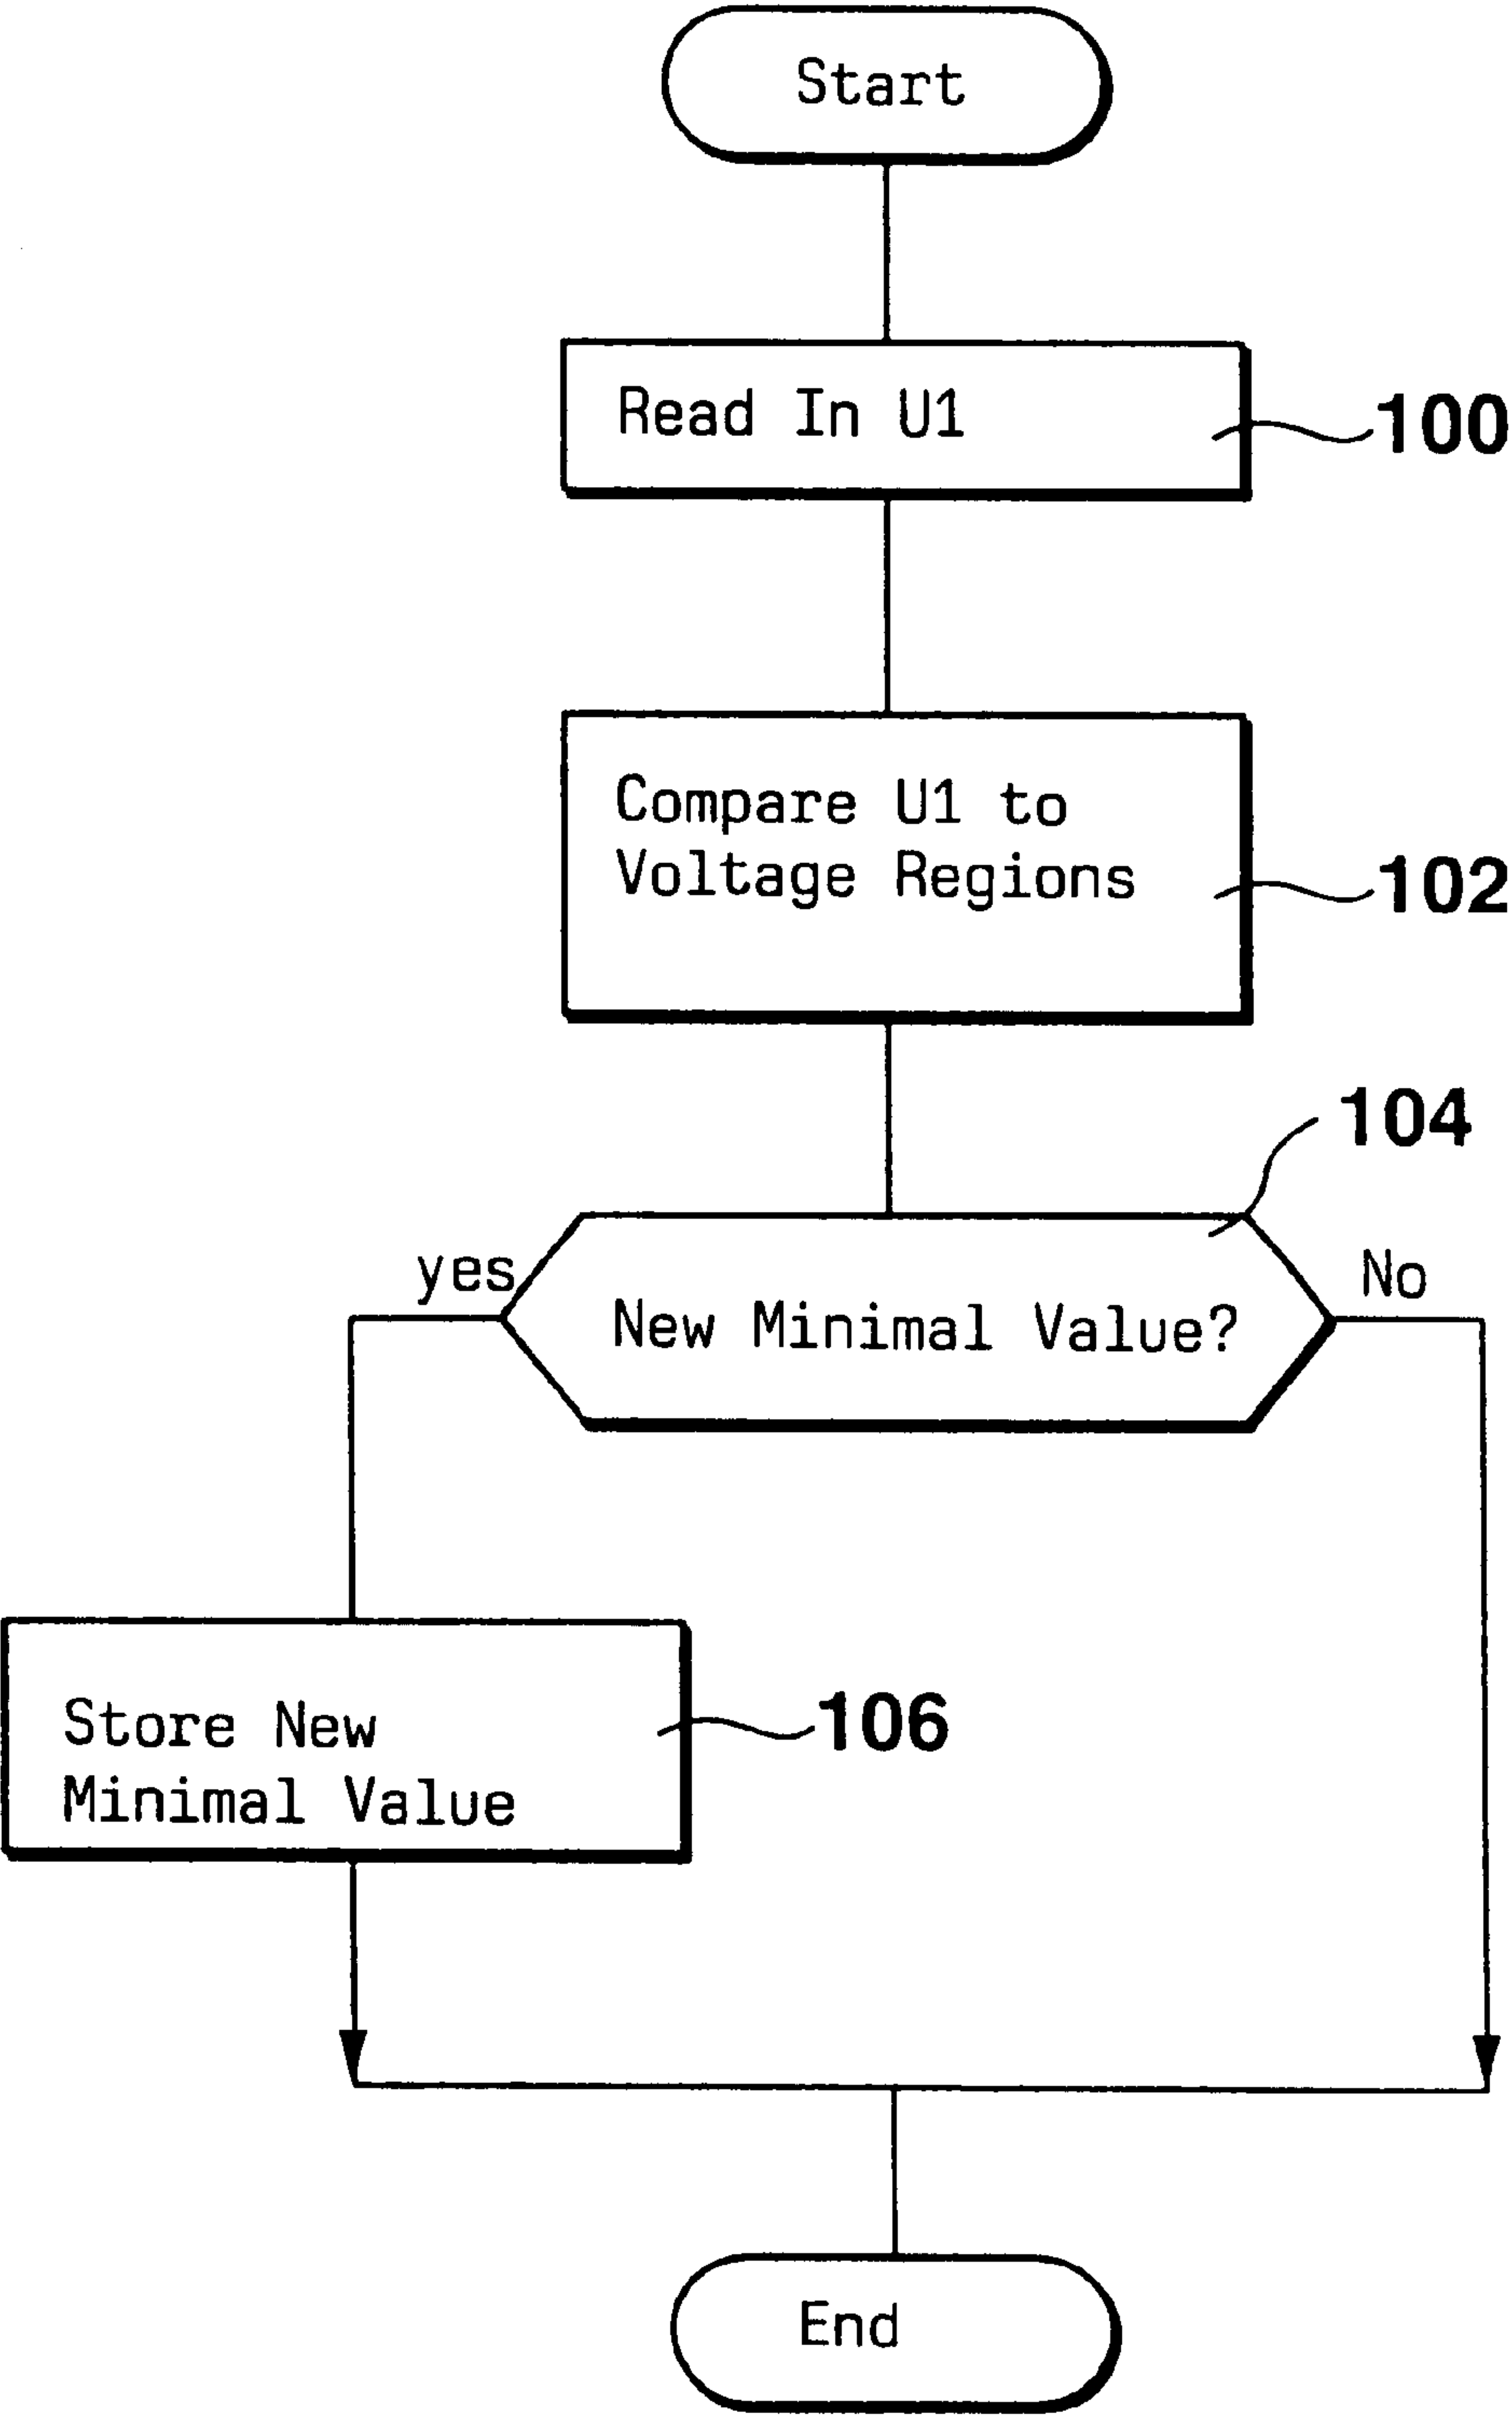 Start
Read In U1
100
Compare U1 to
Voltage Regions
102
104
yes
No
New Minimal Value?
Store New
Minimal Value
106
End